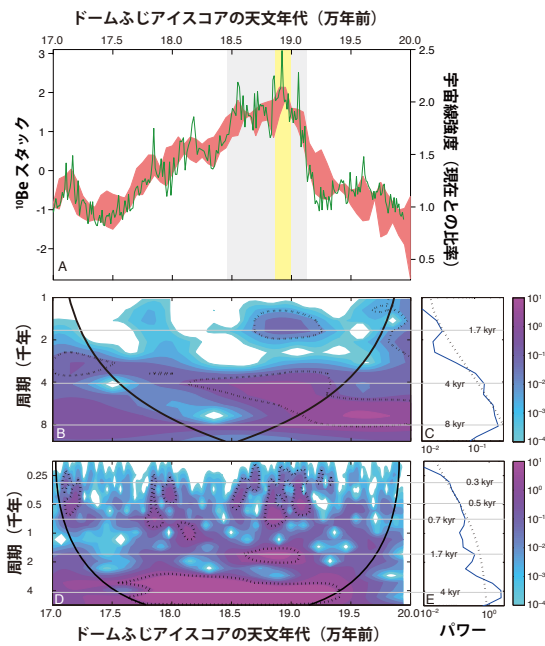 ドームふじアイスコアの天文年代（万年前）
17.0 17.5 18.0 18.5 19.0 19.5 20.0
3
2
1
0
-1
-2
¹⁰Be スタック
2.5
2.0
1.5
1.0
0.5
宇宙線強度（現在との比率）
A
1
2
4
8
周期（千年）
B
1.7 kyr
4 kyr
8 kyr
C
10⁻² 10⁻¹
10¹
10⁰
10⁻¹
10⁻²
10⁻³
10⁻⁴
0.25
0.5
1
2
4
周期（千年）
D
0.3 kyr
0.5 kyr
0.7 kyr
1.7 kyr
4 kyr
E
10¹
10⁰
10⁻¹
10⁻²
10⁻³
10⁻⁴
17.0 17.5 18.0 18.5 19.0 19.5 20.0
10⁻² 10⁰
ドームふじアイスコアの天文年代（万年前）
パワー